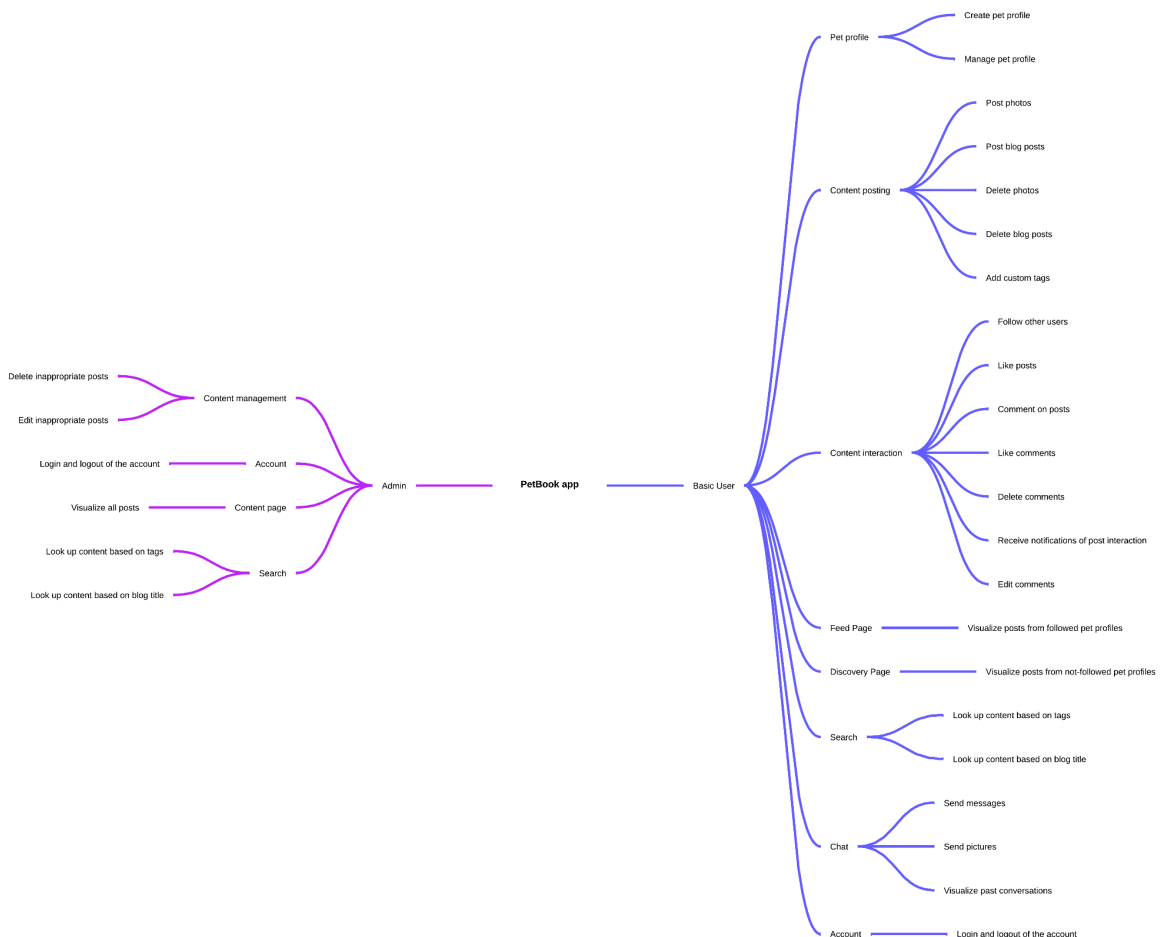 Create pet profile
Pet profile
Manage pet profile
Post photos
Post blog posts
Content posting
Delete photos
Delete blog posts
Add custom tags
Follow other users
Like posts
Comment on posts
Content interaction
Like comments
Delete comments
Receive notifications of post interaction
Edit comments
Delete inappropriate posts
Content management
Edit inappropriate posts
Login and logout of the account
Account
Admin
PetBook app
Basic User
Visualize all posts
Content page
Look up content based on tags
Search
Look up content based on blog title
Feed Page
Visualize posts from followed pet profiles
Discovery Page
Visualize posts from not-followed pet profiles
Look up content based on tags
Search
Look up content based on blog title
Send messages
Chat
Send pictures
Visualize past conversations
Account
Login and logout of the account